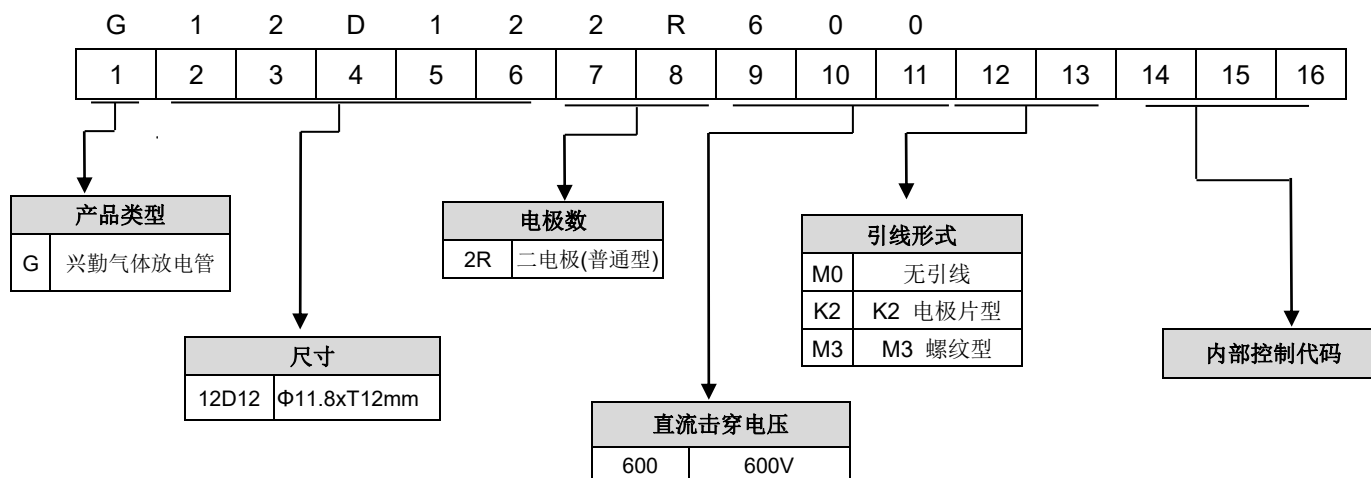 G 1 2 D 1 2 2 R 6 0 0
1 2 3 4 5 6 7 8 9 10 11 12 13 14 15 16
产品类型
G 兴勤气体放电管
电极数
2R 二电极(普通型)
引线形式
M0 无引线
K2 K2 电极片型
M3 M3 螺纹型
尺寸
12D12 Φ11.8xT12mm
内部控制代码
直流击穿电压
600 600V